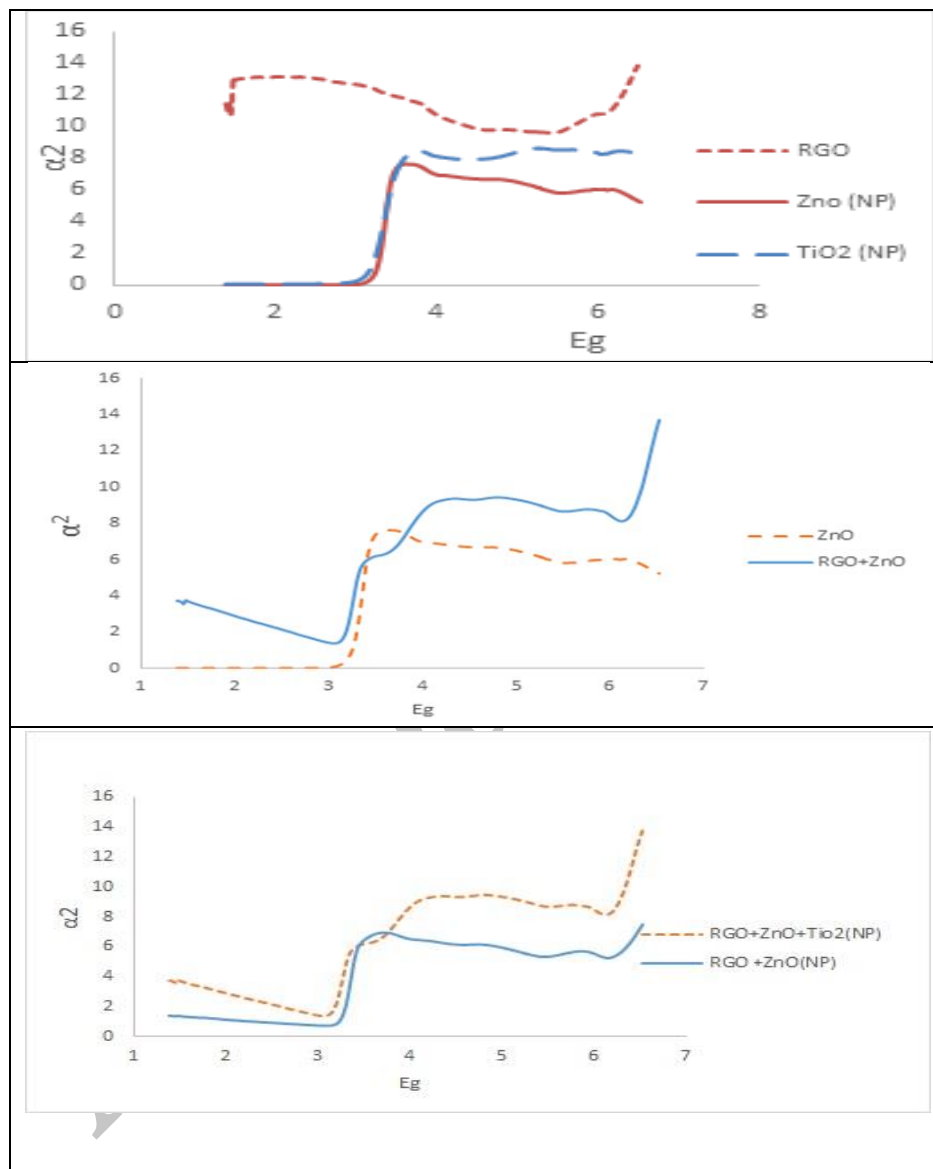 16
14
12
10
8
6
4
2
0
α2
0 2 4 6 8
Eg
RGO
Zno (NP)
TiO2 (NP)
16
14
12
10
8
6
4
2
0
α²
1 2 3 4 5 6 7
Eg
ZnO
RGO+ZnO
16
14
12
10
8
6
4
2
0
α2
1 2 3 4 5 6 7
Eg
RGO+ZnO+Tio2(NP)
RGO +ZnO(NP)